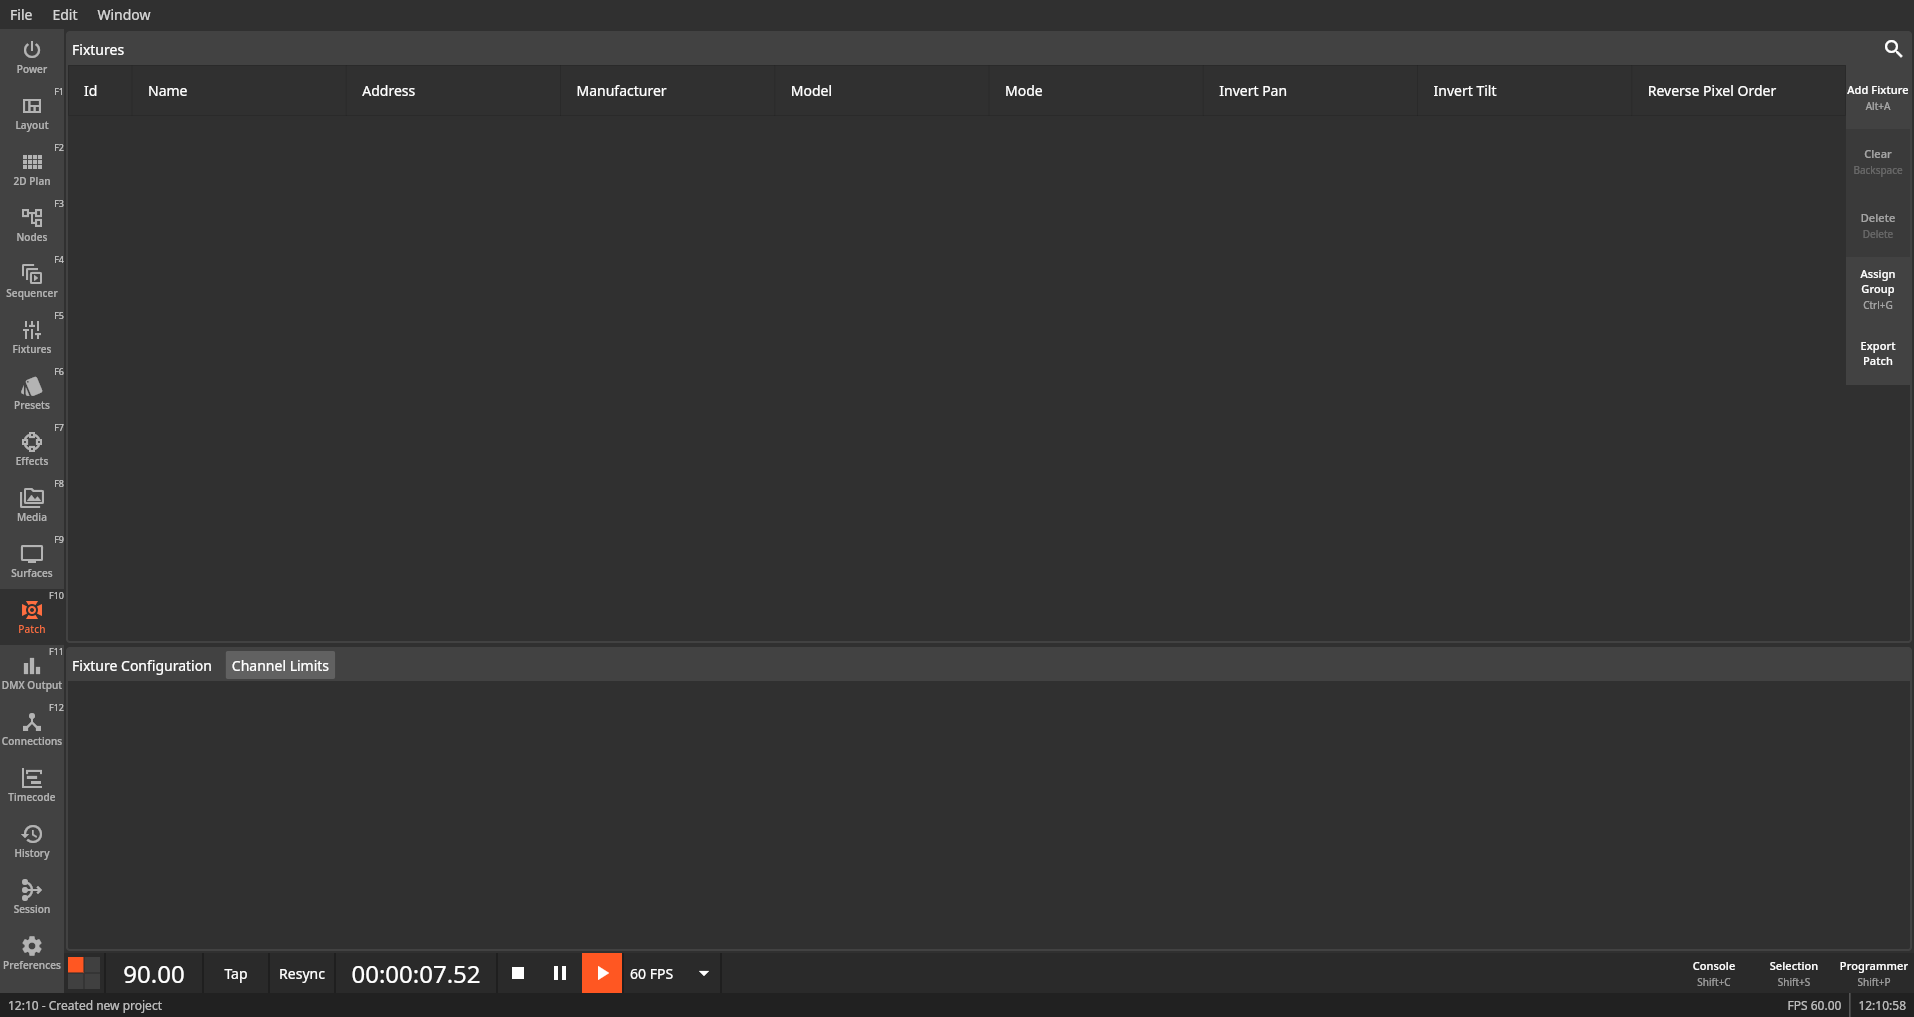 File Edit Window
Power
F1
Layout
F2
2D Plan
F3
Nodes
F4
Sequencer
F5
Fixtures
F6
Presets
F7
Effects
F8
Media
F9
Surfaces
F10
Patch
F11
DMX Output
F12
Connections
Timecode
History
Session
Preferences
Fixtures
Id Name Address Manufacturer Model Mode Invert Pan Invert Tilt Reverse Pixel Order
Add Fixture
Alt+A
Clear
Backspace
Delete
Delete
Assign
Group
Ctrl+G
Export
Patch
Fixture Configuration Channel Limits
90.00 Tap Resync 00:00:07.52 60 FPS
Console
Shift+C
Selection
Shift+S
Programmer
Shift+P
12:10 - Created new project
FPS 60.00 12:10:58